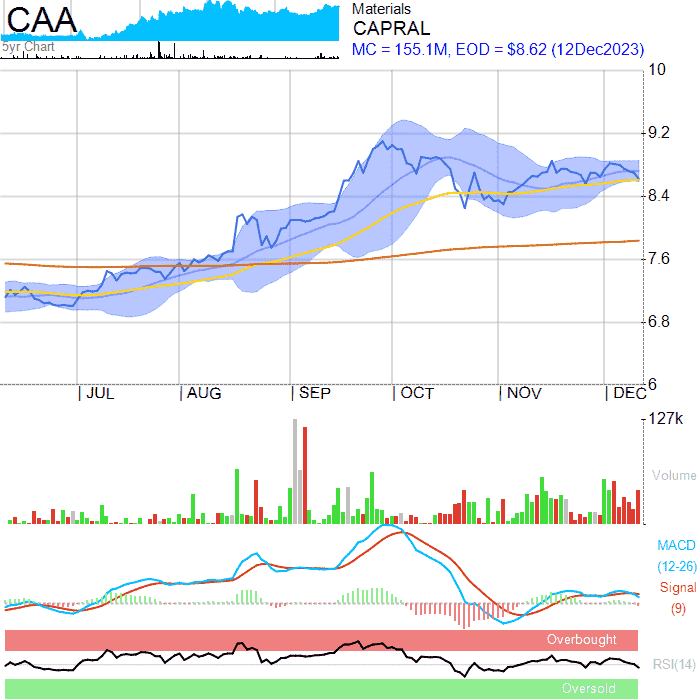 CAA
5yr Chart
Materials
CAPRAL
MC = 155.1M, EOD = $8.62 (12Dec2023)
10
9.2
8.4
7.6
6.8
6
JUL AUG SEP OCT NOV DEC
127k
Volume
MACD
(12-26)
Signal
(9)
Overbought
RSI(14)
Oversold